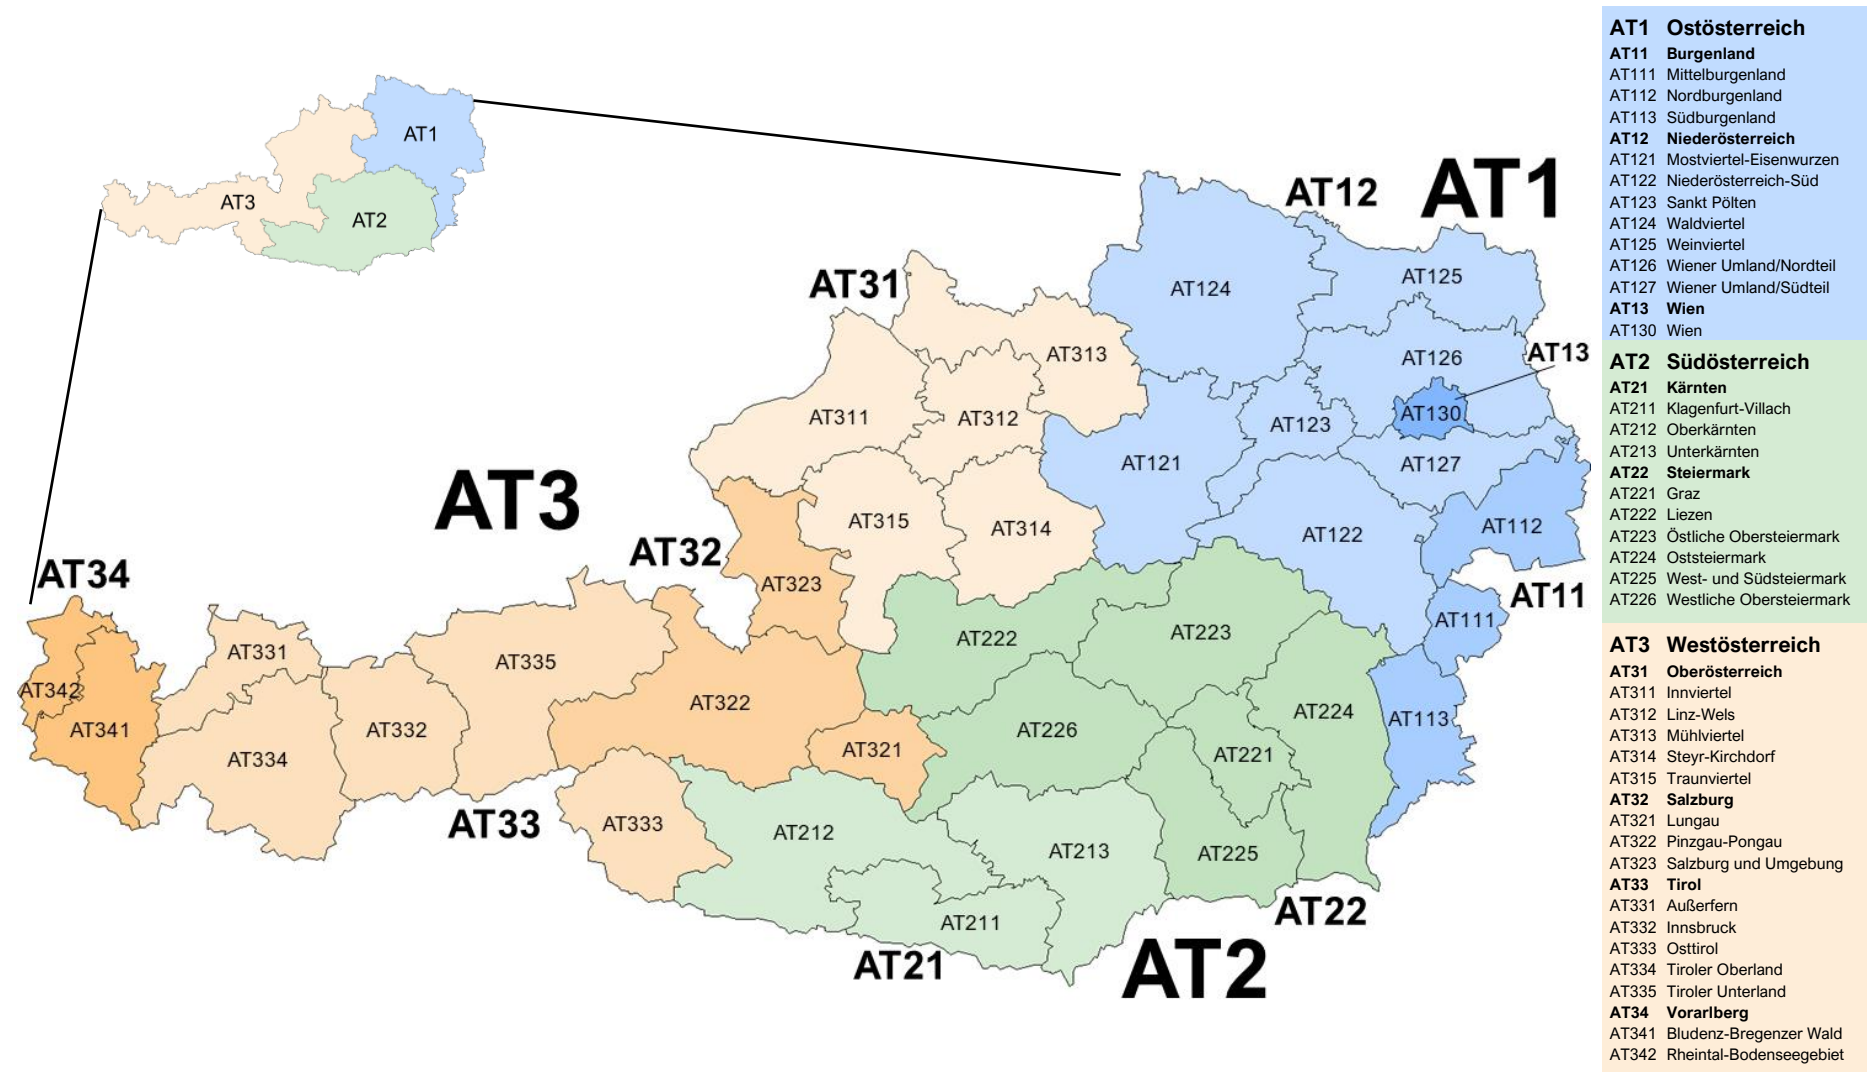 AT1
AT3
AT2
AT12
AT1
AT31
AT124
AT125
AT126
AT13
AT313
AT130
AT311
AT312
AT123
AT121
AT127
AT3
AT315
AT314
AT122
AT112
AT32
AT34
AT323
AT11
AT111
AT222
AT223
AT331
AT335
AT342
AT322
AT224
AT113
AT341
AT332
AT226
AT321
AT221
AT334
AT33
AT333
AT212
AT213
AT225
AT22
AT211
AT21
AT2
AT1 Ostösterreich
AT11 Burgenland
AT111 Mittelburgenland
AT112 Nordburgenland
AT113 Südburgenland
AT12 Niederösterreich
AT121 Mostviertel-Eisenwurzen
AT122 Niederösterreich-Süd
AT123 Sankt Pölten
AT124 Waldviertel
AT125 Weinviertel
AT126 Wiener Umland/Nordteil
AT127 Wiener Umland/Südteil
AT13 Wien
AT130 Wien
AT2 Südösterreich
AT21 Kärnten
AT211 Klagenfurt-Villach
AT212 Oberkärnten
AT213 Unterkärnten
AT22 Steiermark
AT221 Graz
AT222 Liezen
AT223 Östliche Obersteiermark
AT224 Oststeiermark
AT225 West- und Südsteiermark
AT226 Westliche Obersteiermark
AT3 Westösterreich
AT31 Oberösterreich
AT311 Innviertel
AT312 Linz-Wels
AT313 Mühlviertel
AT314 Steyr-Kirchdorf
AT315 Traunviertel
AT32 Salzburg
AT321 Lungau
AT322 Pinzgau-Pongau
AT323 Salzburg und Umgebung
AT33 Tirol
AT331 Außerfern
AT332 Innsbruck
AT333 Osttirol
AT334 Tiroler Oberland
AT335 Tiroler Unterland
AT34 Vorarlberg
AT341 Bludenz-Bregenzer Wald
AT342 Rheintal-Bodenseegebiet